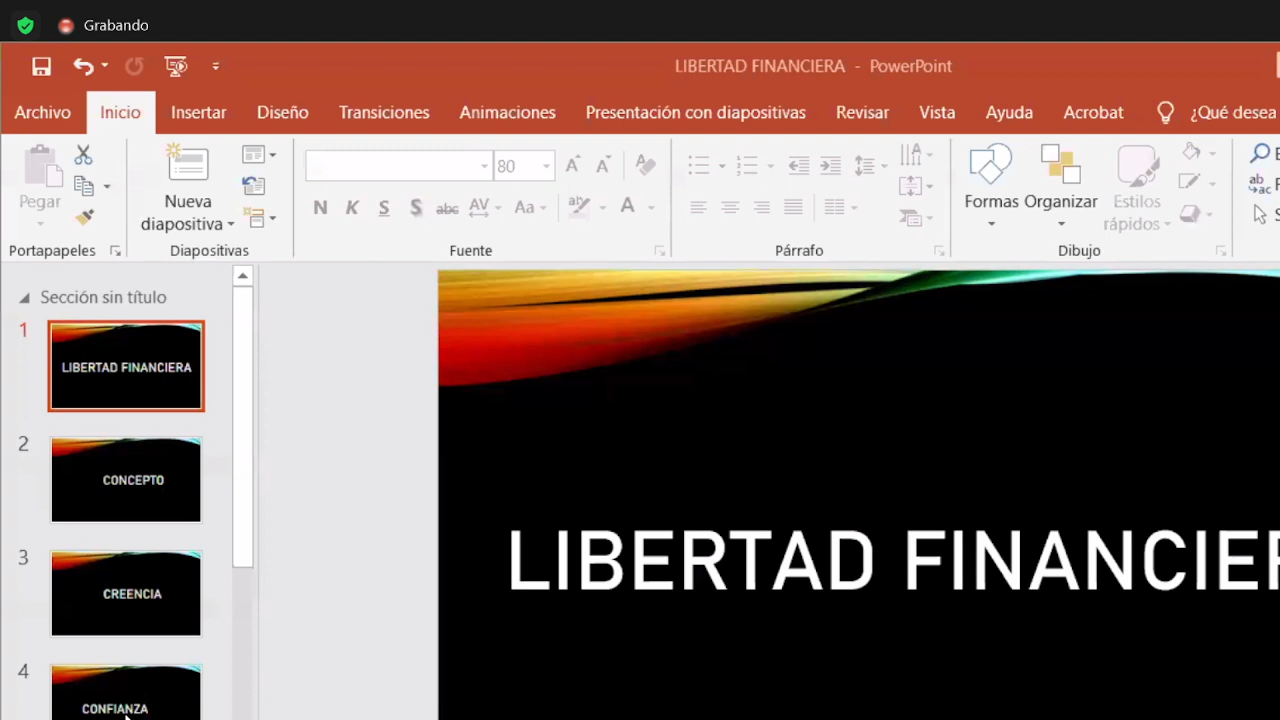 Grabando
LIBERTAD FINANCIERA - PowerPoint
Archivo Inicio Insertar Diseño Transiciones Animaciones Presentación con diapositivas Revisar Vista Ayuda Acrobat ¿Qué desea
Pegar
Nueva diapositiva
80
N K S S abc AV Aa A
Formas Organizar Estilos rápidos
Portapapeles Diapositivas Fuente Párrafo Dibujo
Sección sin título
1
LIBERTAD FINANCIERA
2
CONCEPTO
3
CREENCIA
4
CONFIANZA
LIBERTAD FINANCIER